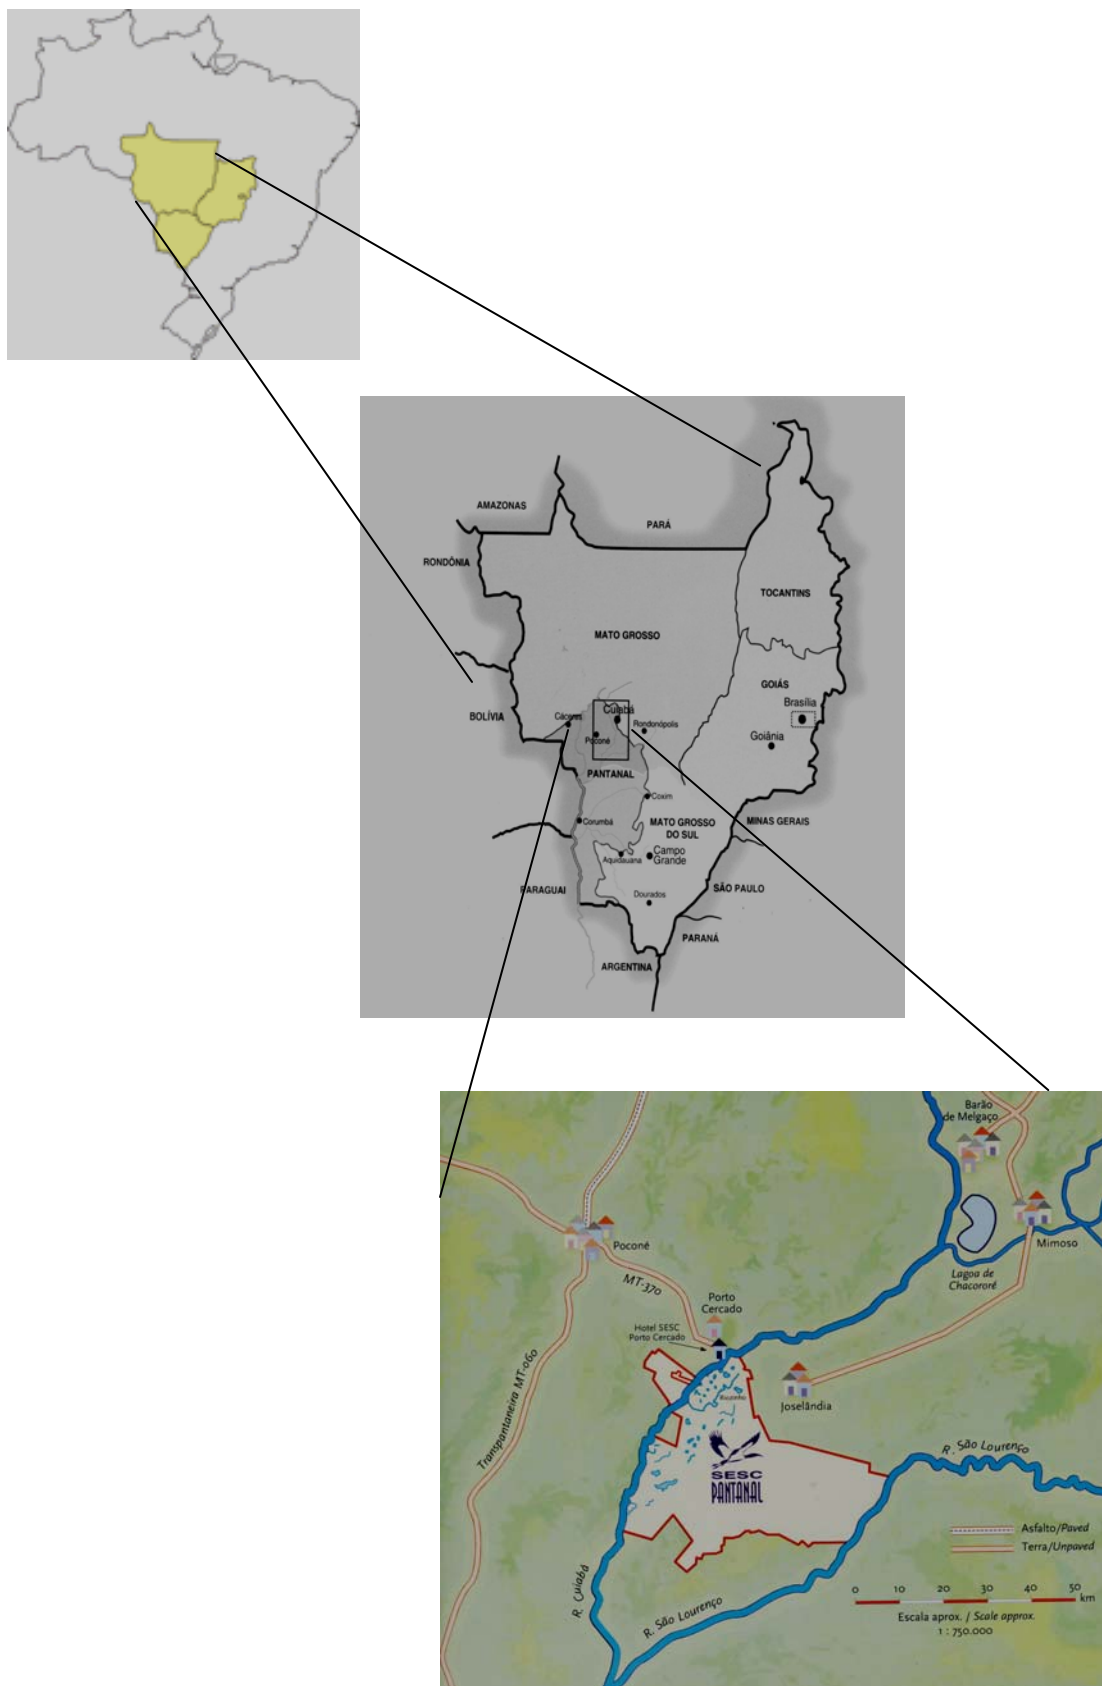 AMAZONAS
PARÁ
RONDÔNIA
TOCANTINS
MATO GROSSO
GOIÁS
Brasília
BOLÍVIA
Cáceres
Cuiabá
Rondonópolis
Poconé
Goiânia
PANTANAL
Coxim
Corumbá
MATO GROSSO
DO SUL
MINAS GERAIS
Aquidauana
Campo
Grande
PARAGUAI
SÃO PAULO
Dourados
PARANÁ
ARGENTINA
Barão
de Melgaço
Poconé
Mimoso
MT-370
Lagoa de
Chacororé
Porto
Cercado
Hotel SESC
Porto Cercado
Transpantaneira MT-060
Riozinho
Joselândia
SESC
PANTANAL
R. São Lourenço
Asfalto/Paved
Terra/Unpaved
R. Cuiabá
R. São Lourenço
0 10 20 30 40 50
km
Escala aprox. / Scale approx.
1 : 750.000